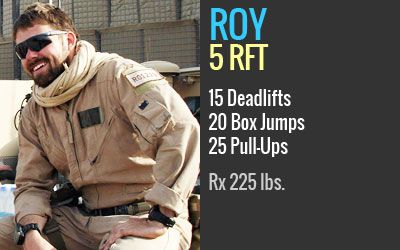 ROY
5 RFT
15 Deadlifts
20 Box Jumps
25 Pull-Ups
Rx 225 lbs.